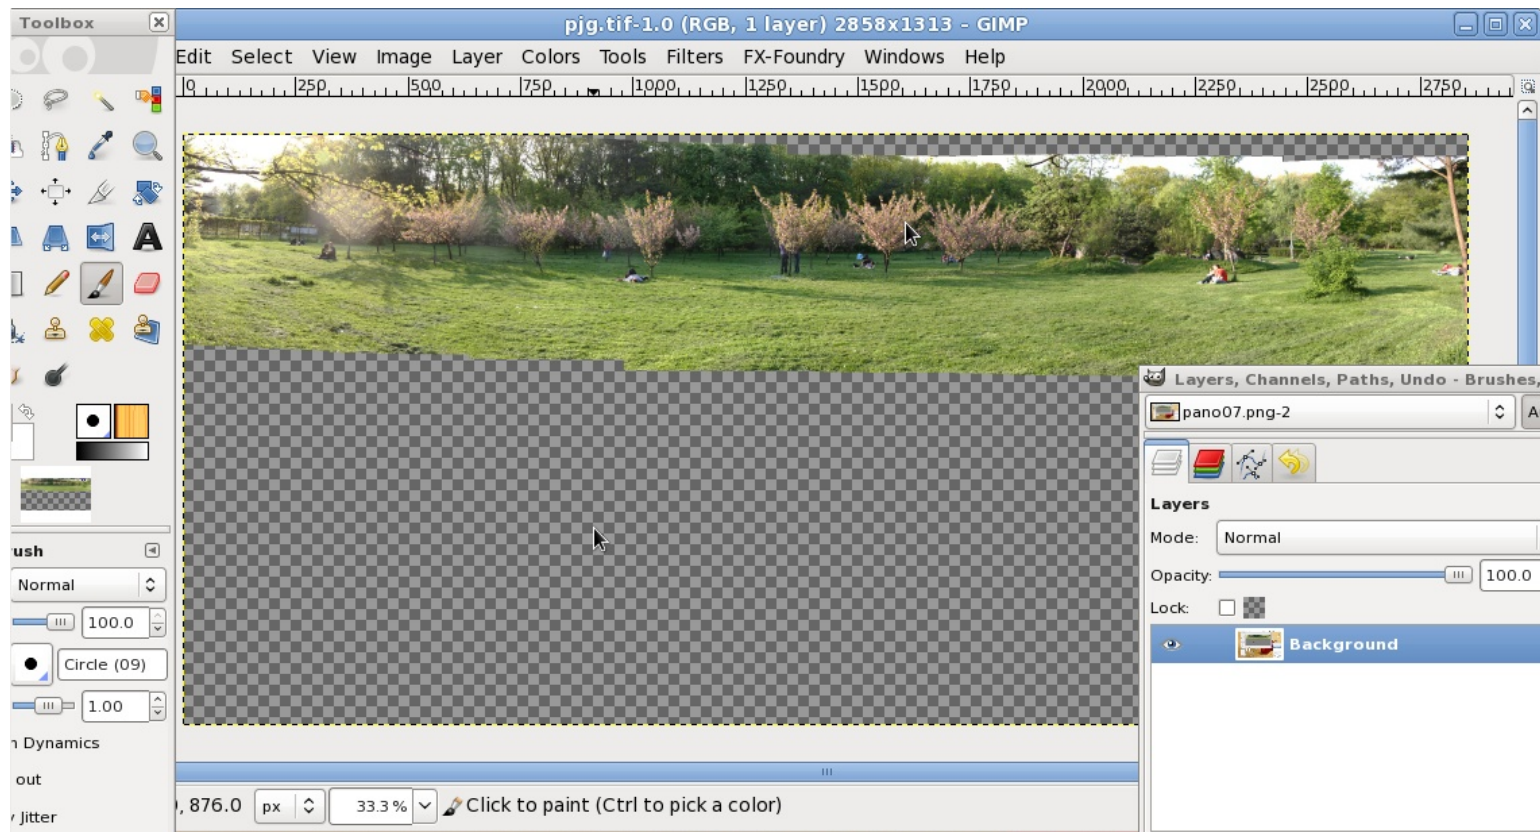 Toolbox
pjg.tif-1.0 (RGB, 1 layer) 2858x1313 – GIMP
Edit Select View Image Layer Colors Tools Filters FX-Foundry Windows Help
0 250 500 750 1000 1250 1500 1750 2000 2250 2500 2750
Layers, Channels, Paths, Undo - Brushes,
pano07.png-2
A
Layers
Mode: Normal
Opacity: 100.0
Lock:
Background
ush
Normal
100.0
Circle (09)
1.00
n Dynamics
out
y Jitter
, 876.0 px 33.3 % Click to paint (Ctrl to pick a color)